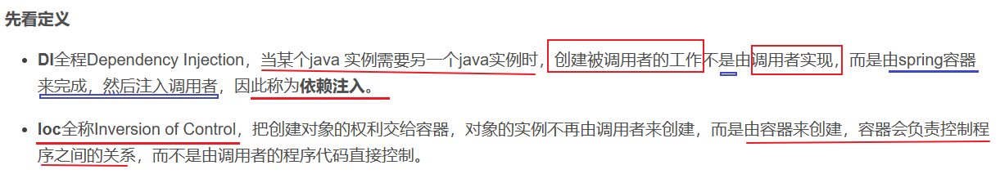 先看定义
DI全程Dependency Injection，当某个java 实例需要另一个java实例时，创建被调用者的工作不是由调用者实现，而是由spring容器
来完成，然后注入调用者，因此称为依赖注入。
Ioc全称Inversion of Control，把创建对象的权利交给容器，对象的实例不再由调用者来创建，而是由容器来创建，容器会负责控制程
序之间的关系，而不是由调用者的程序代码直接控制。